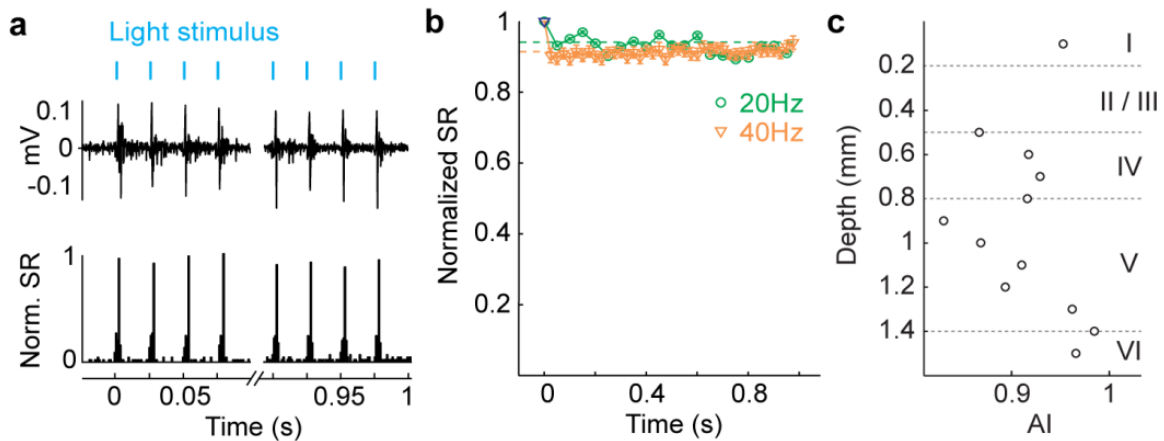 a
Light stimulus
0.1
0
-0.1
mV
1
0
Norm. SR
0
0.05
0.95
1
Time (s)
b
1
0.8
0.6
0.4
0.2
Normalized SR
20Hz
40Hz
0
0.4
0.8
Time (s)
c
0.2
0.6
0.8
1
1.2
1.4
Depth (mm)
I
II / III
IV
V
VI
0.9
1
AI